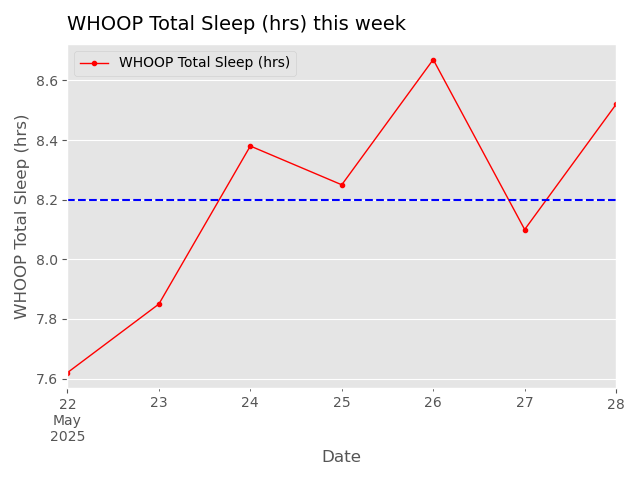 WHOOP Total Sleep (hrs) this week
WHOOP Total Sleep (hrs)
WHOOP Total Sleep (hrs)
8.6
8.4
8.2
8.0
7.8
7.6
22 23 24 25 26 27 28
May
2025
Date